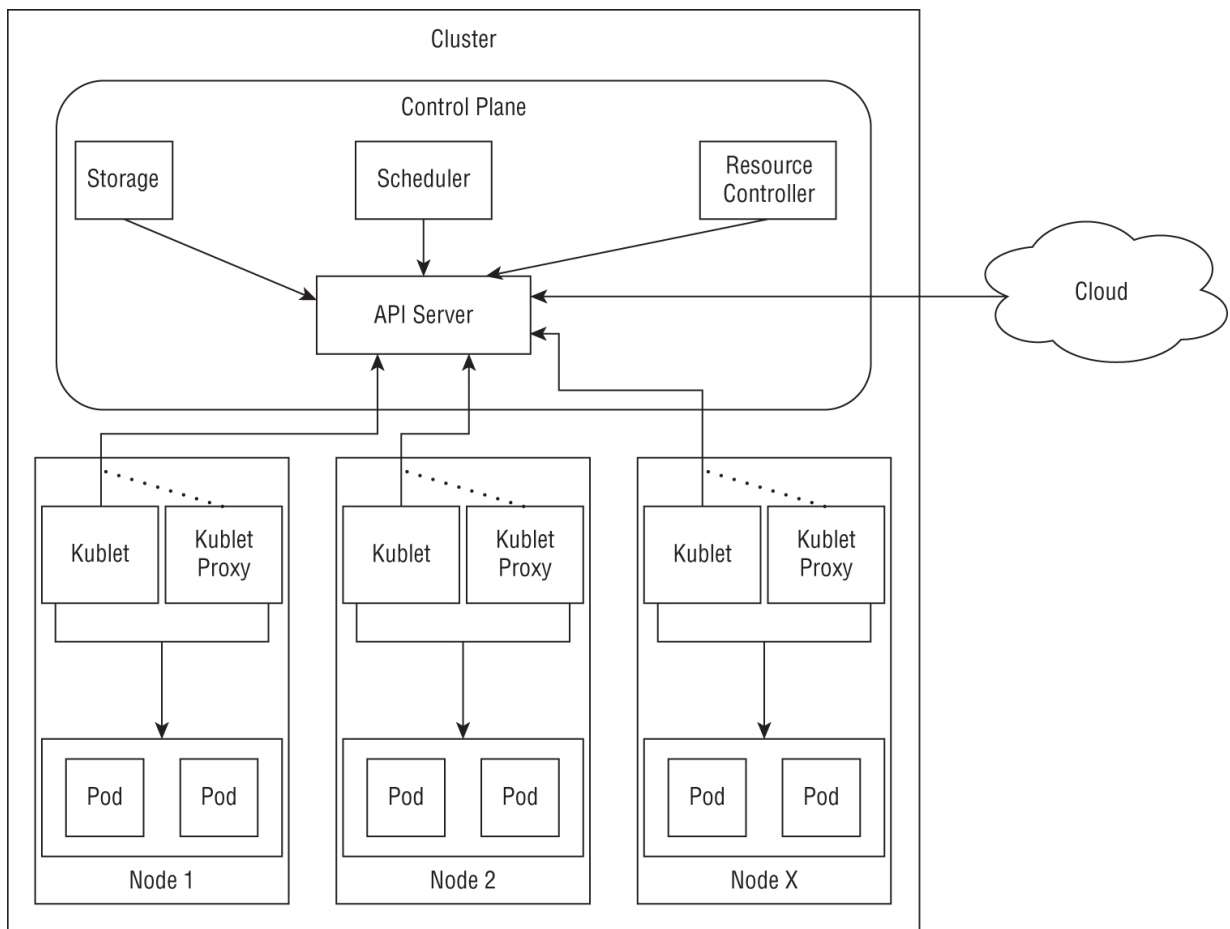 Cluster
Control Plane
Storage
Scheduler
Resource
Controller
API Server
Cloud
Kublet
Kublet
Proxy
Kublet
Kublet
Proxy
Kublet
Kublet
Proxy
Pod
Pod
Pod
Pod
Pod
Pod
Node 1
Node 2
Node X